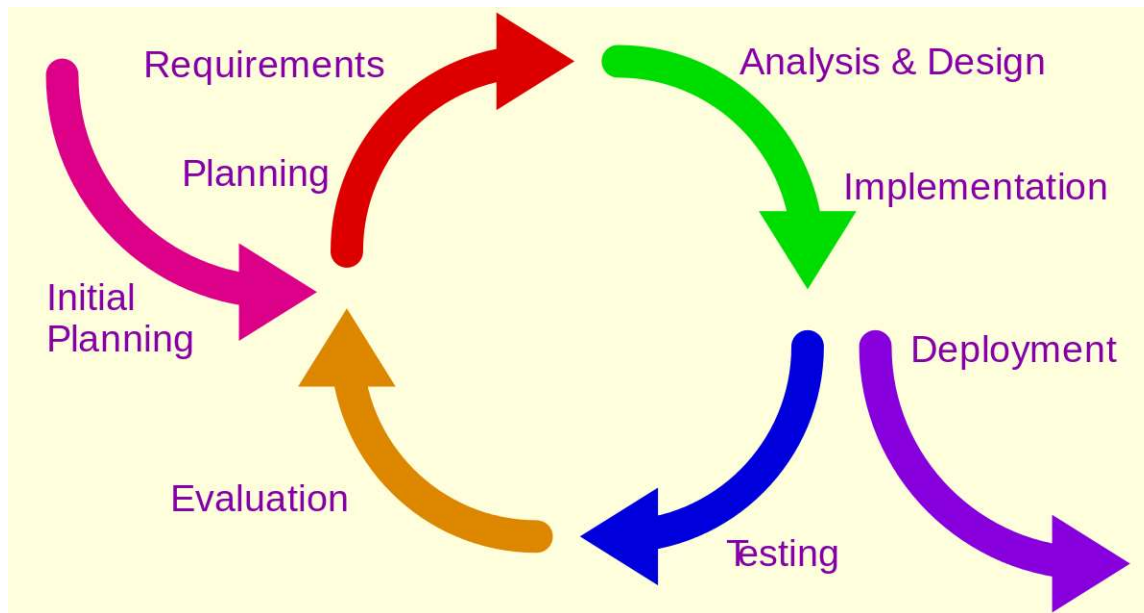 Requirements
Analysis & Design
Planning
Implementation
Initial
Planning
Deployment
Evaluation
Testing